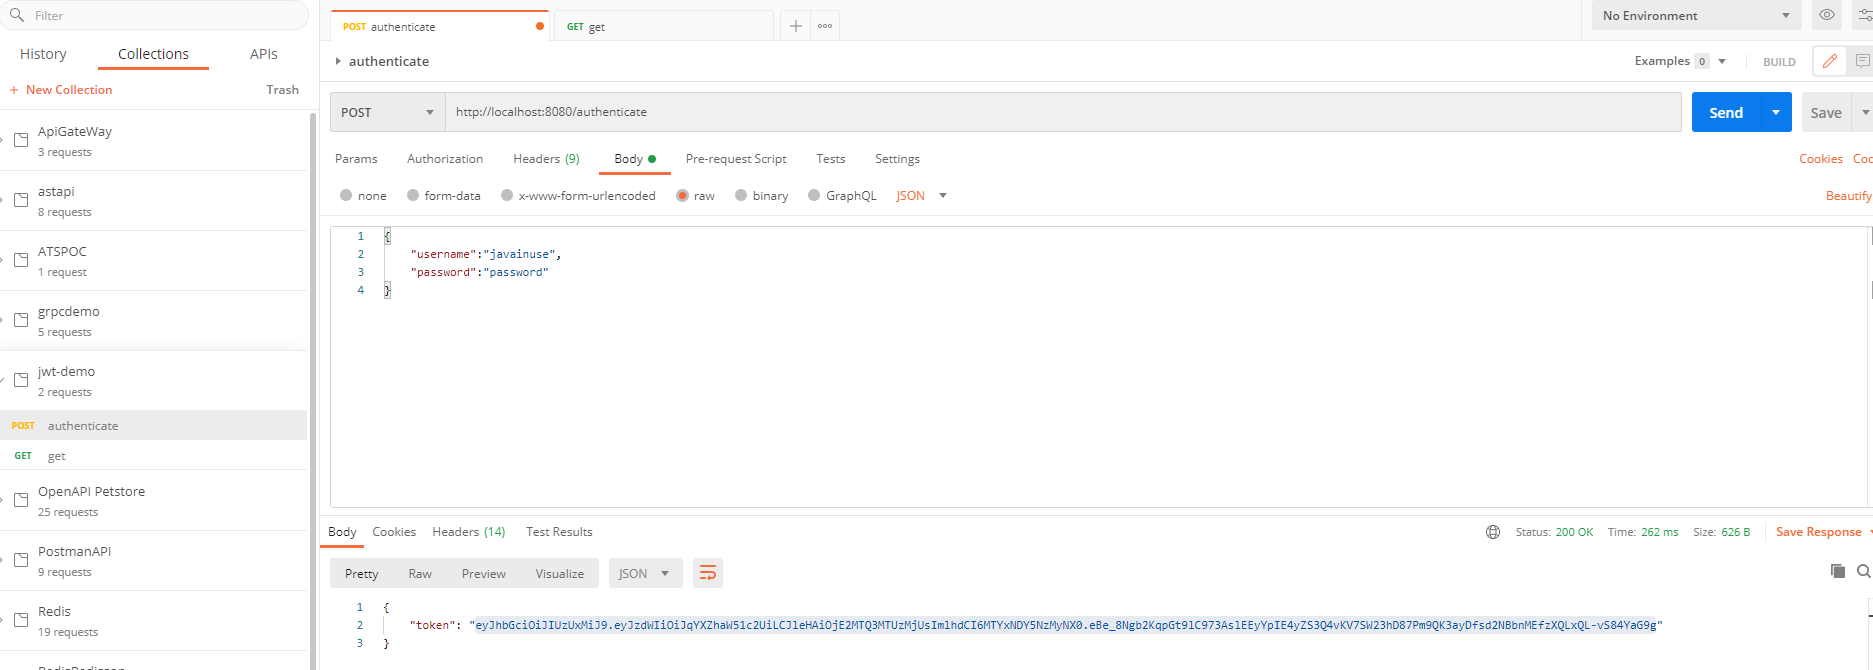 Filter
History Collections APIs
+ New Collection Trash
ApiGateWay
3 requests
astapi
8 requests
ATSPOC
1 request
grpcdemo
5 requests
jwt-demo
2 requests
POST authenticate
GET get
OpenAPI Petstore
25 requests
PostmanAPI
9 requests
Redis
19 requests
POST authenticate GET get
No Environment
authenticate
Examples 0 BUILD
POST http://localhost:8080/authenticate Send Save
Params Authorization Headers (9) Body Pre-request Script Tests Settings Cookies Coc
none form-data x-www-form-urlencoded raw binary GraphQL JSON Beautify
1 {
2 "username":"javainuse",
3 "password":"password"
4 }
Body Cookies Headers (14) Test Results Status: 200 OK Time: 262 ms Size: 626 B Save Response
Pretty Raw Preview Visualize JSON
1 {
2 "token": "eyJhbGciOiJIUzUxMiJ9.eyJzdWIiOiJqYXZhaW51c2UiLCJleHAiOjE2MTQ3MTUzMjUsImlhdCI6MTYxNDY5NzMyNX0.eBe_8Ngb2KqpGt9lC973AslEEyYpIE4yZS3Q4vKV7SW23hD87Pm9QK3ayDfsd2NBbnMEfzXQLxQL-vS84YaG9g"
3 }